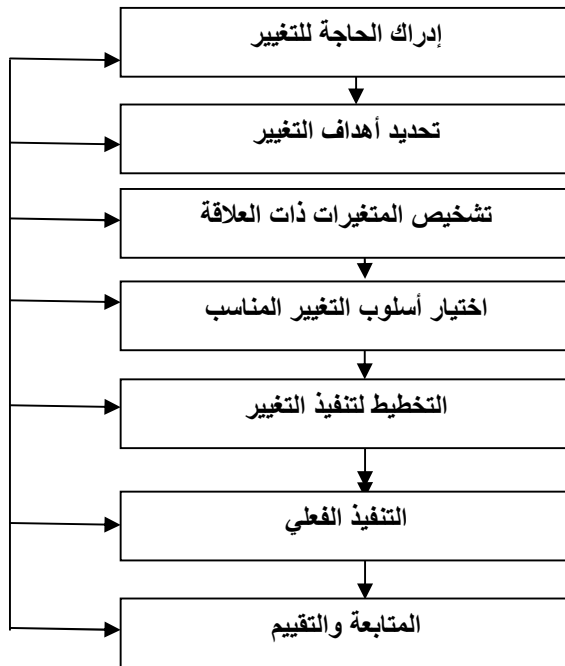 إدراك الحاجة للتغيير
تحديد أهداف التغيير
تشخيص المتغيرات ذات العلاقة
اختيار أسلوب التغيير المناسب
التخطيط لتنفيذ التغيير
التنفيذ الفعلي
المتابعة والتقييم